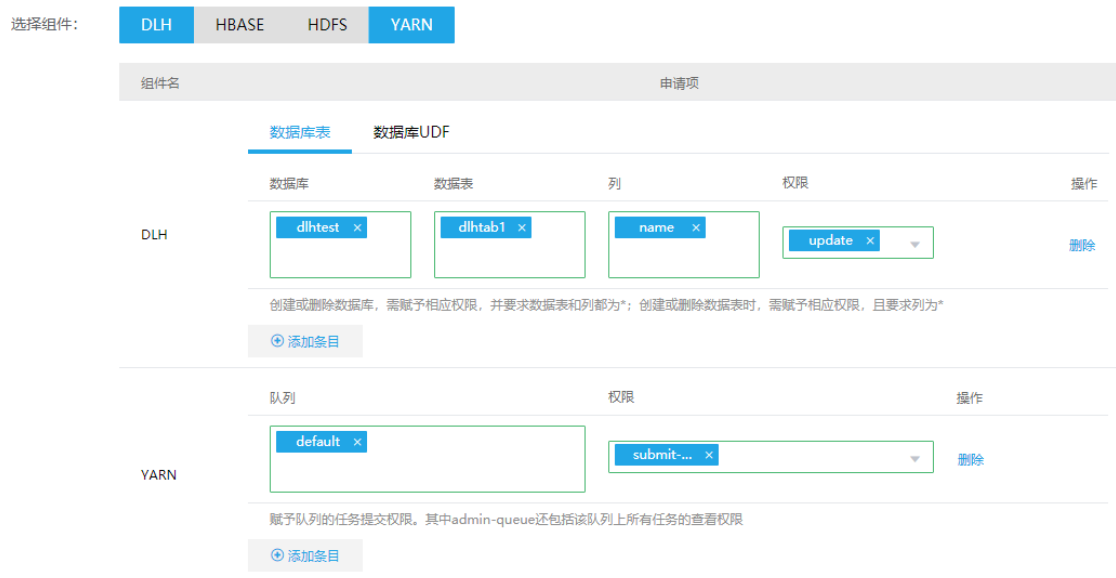 选择组件： DLH HBASE HDFS YARN
组件名 申请项
数据库表 数据库UDF
数据库 数据表 列 权限 操作
DLH dlhtest × dlhtab1 × name × update × 删除
创建或删除数据库，需赋予相应权限，并要求数据表和列都为*；创建或删除数据表时，需赋予相应权限，且要求列为*
添加条目
队列 权限 操作
YARN default × submit-... × 删除
赋予队列的任务提交权限。其中admin-queue还包括该队列上所有任务的查看权限
添加条目